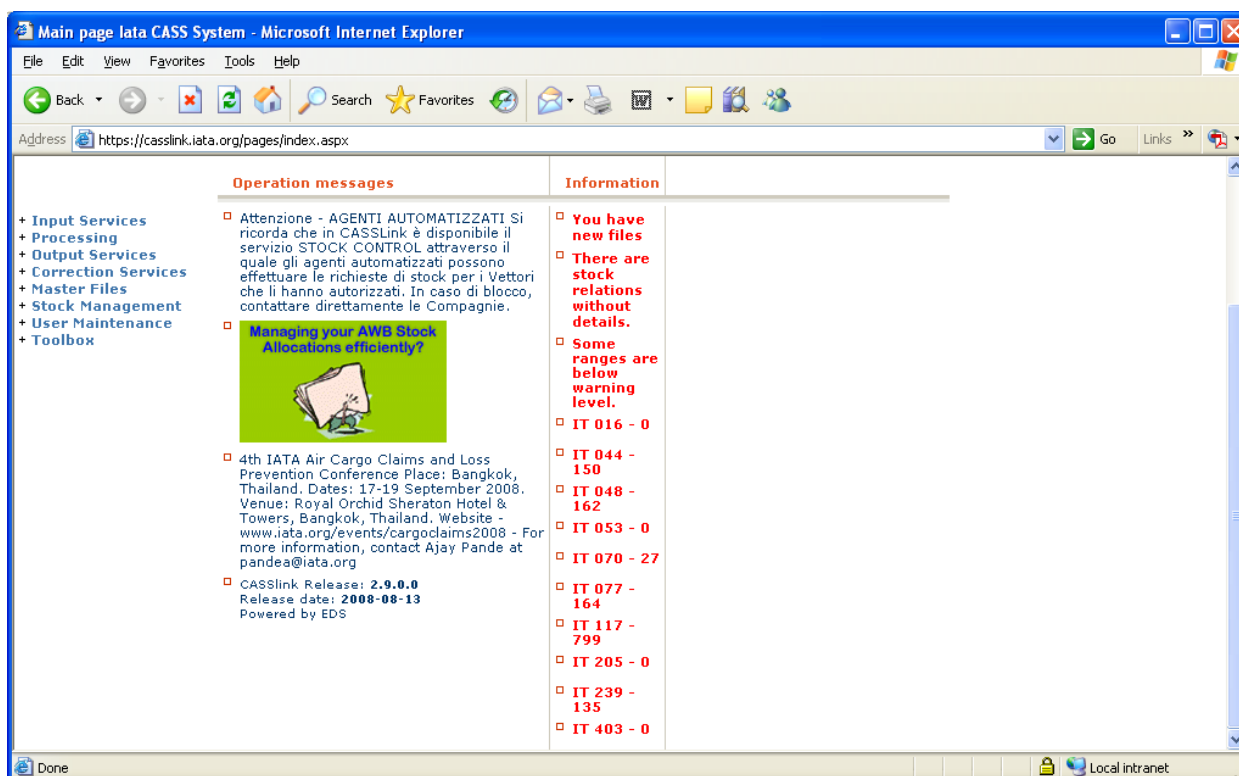 Main page Iata CASS System - Microsoft Internet Explorer
File Edit View Favorites Tools Help
Back Search Favorites
Address https://casslink.iata.org/pages/index.aspx Go Links »
Operation messages
Information
+ Input Services
+ Processing
+ Output Services
+ Correction Services
+ Master Files
+ Stock Management
+ User Maintenance
+ Toolbox
Attenzione - AGENTI AUTOMATIZZATI Si
ricorda che in CASSLink è disponibile il
servizio STOCK CONTROL attraverso il
quale gli agenti automatizzati possono
effettuare le richieste di stock per i Vettori
che li hanno autorizzati. In caso di blocco,
contattare direttamente le Compagnie.
Managing your AWB Stock
Allocations efficiently?
4th IATA Air Cargo Claims and Loss
Prevention Conference Place: Bangkok,
Thailand. Dates: 17-19 September 2008.
Venue: Royal Orchid Sheraton Hotel &
Towers, Bangkok, Thailand. Website -
www.iata.org/events/cargoclaims2008 - For
more information, contact Ajay Pande at
pandea@iata.org
CASSlink Release: 2.9.0.0
Release date: 2008-08-13
Powered by EDS
You have
new files
There are
stock
relations
without
details.
Some
ranges are
below
warning
level.
IT 016 - 0
IT 044 -
150
IT 048 -
162
IT 053 - 0
IT 070 - 27
IT 077 -
164
IT 117 -
799
IT 205 - 0
IT 239 -
135
IT 403 - 0
Done
Local intranet